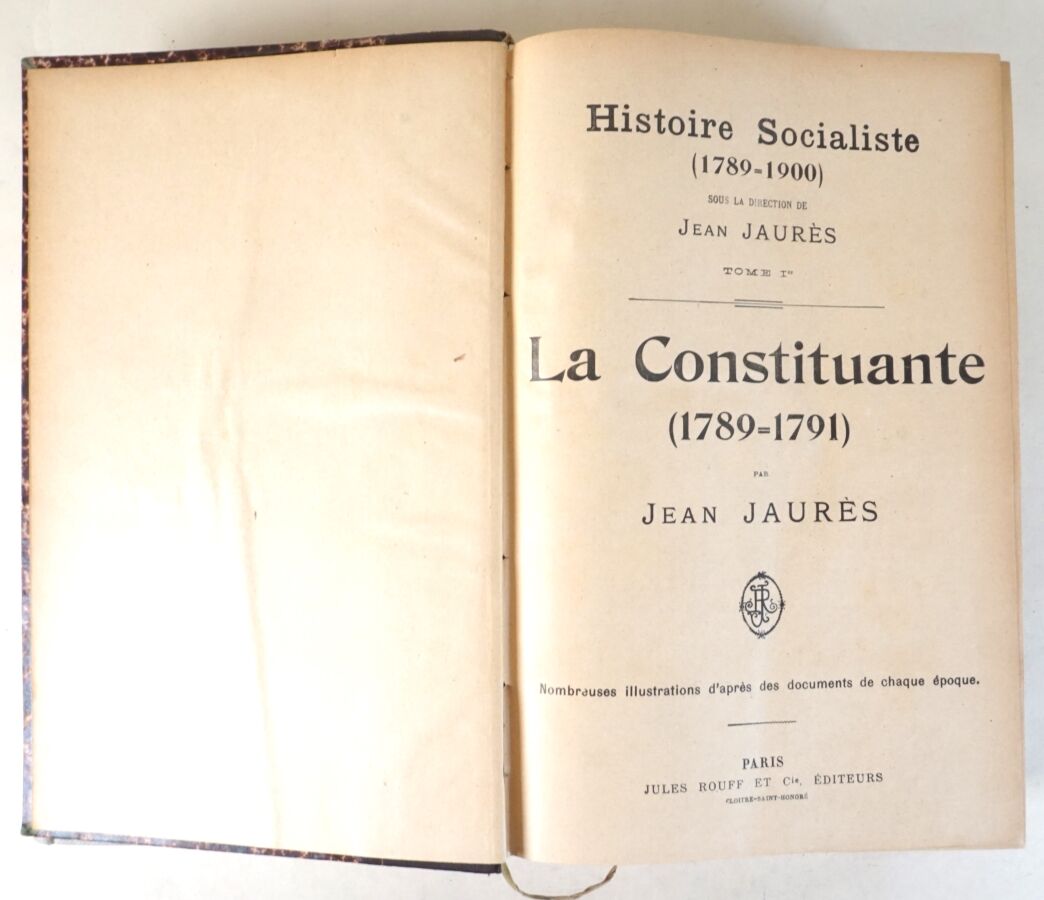 Histoire Socialiste
(1789=1900)
SOUS LA DIRECTION DE
JEAN JAURÈS
TOME Ier
La Constituante
(1789=1791)
PAR
JEAN JAURÈS
JR
Nombreuses illustrations d'après des documents de chaque époque.
PARIS
JULES ROUFF ET Cie, ÉDITEURS
CLOITRE-SAINT-HONORÉ